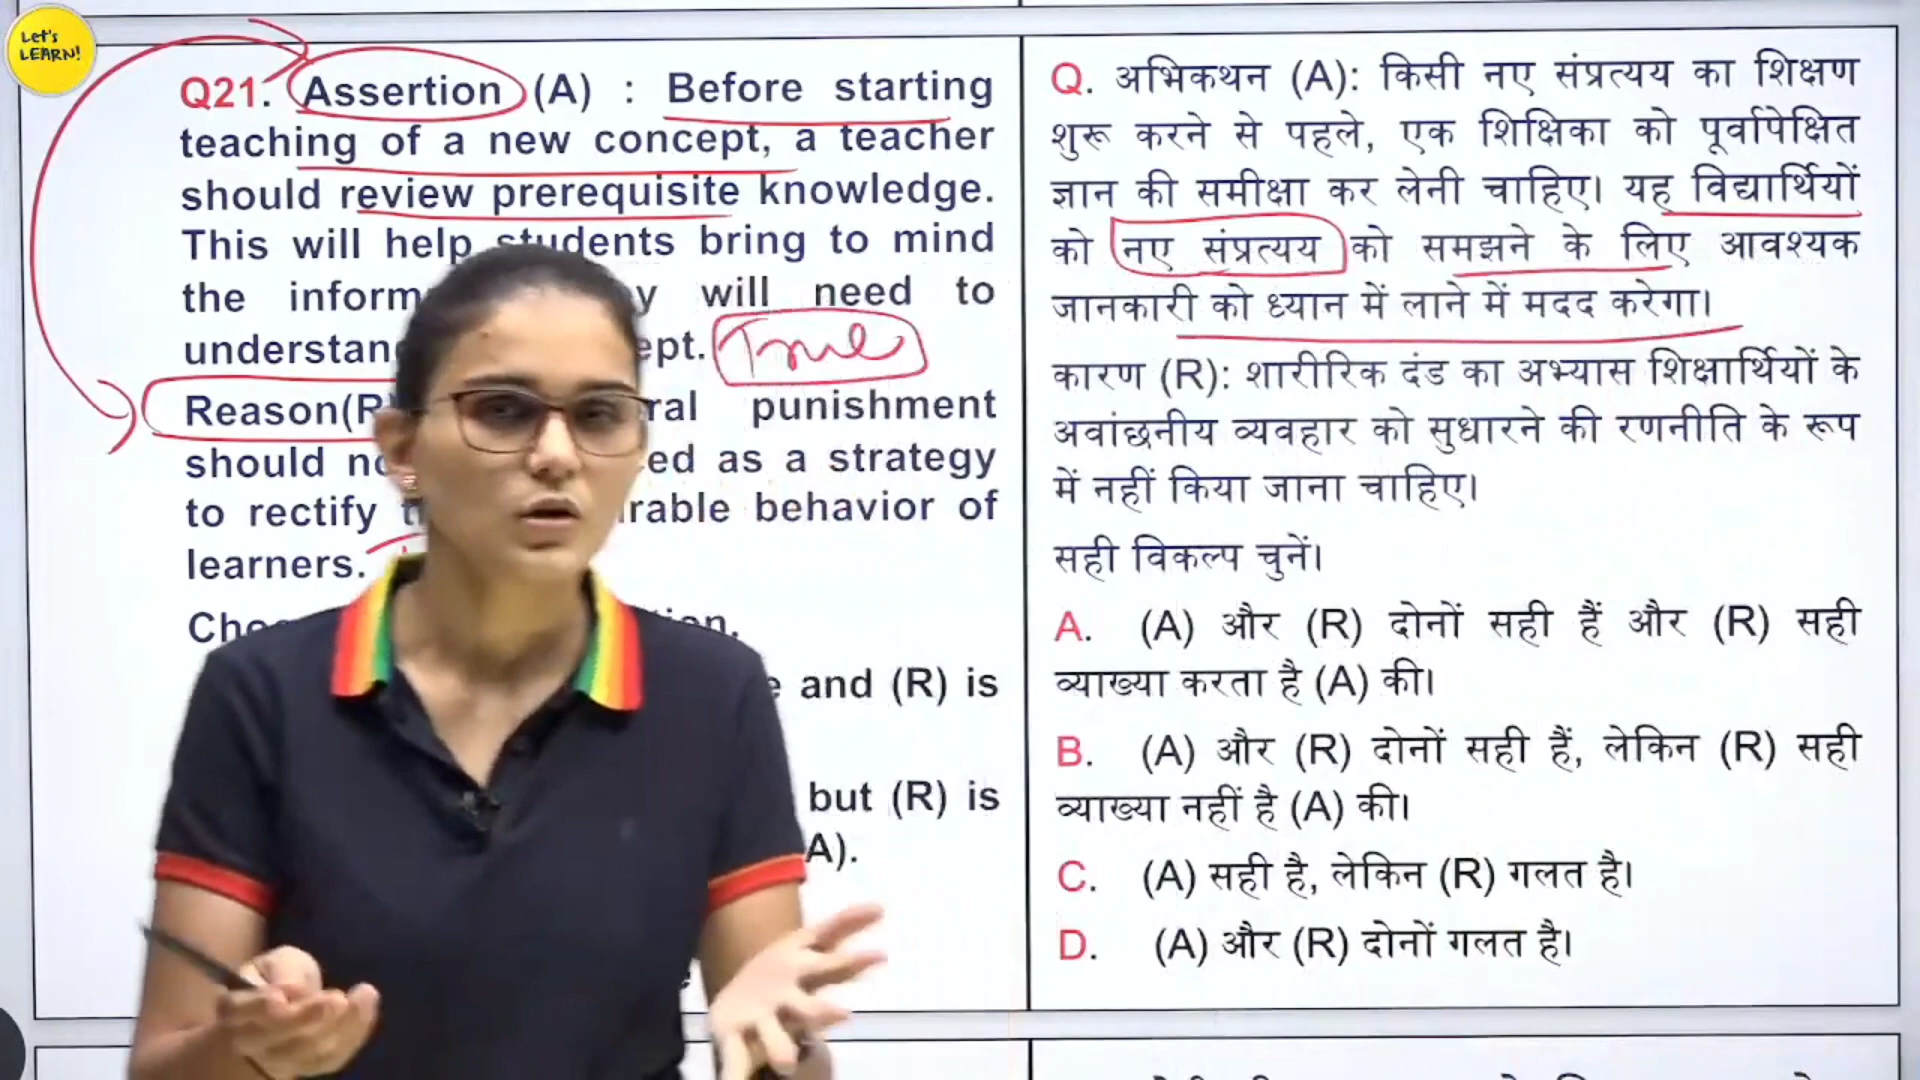 Let's
LEARN!
Q21. Assertion (A) : Before starting
teaching of a new concept, a teacher
should review prerequisite knowledge.
This will help students bring to mind
the inform y will need to
understan ept. True
Reason(R ral punishment
should no ed as a strategy
to rectify t irable behavior of
learners.
Choo ion.
e and (R) is
but (R) is
A).
Q. अभिकथन (A): किसी नए संप्रत्यय का शिक्षण
शुरू करने से पहले, एक शिक्षिका को पूर्वापेक्षित
ज्ञान की समीक्षा कर लेनी चाहिए। यह विद्यार्थियों
को नए संप्रत्यय को समझने के लिए आवश्यक
जानकारी को ध्यान में लाने में मदद करेगा।
कारण (R): शारीरिक दंड का अभ्यास शिक्षार्थियों के
अवांछनीय व्यवहार को सुधारने की रणनीति के रूप
में नहीं किया जाना चाहिए।
सही विकल्प चुनें।
A. (A) और (R) दोनों सही हैं और (R) सही
व्याख्या करता है (A) की।
B. (A) और (R) दोनों सही हैं, लेकिन (R) सही
व्याख्या नहीं है (A) की।
C. (A) सही है, लेकिन (R) गलत है।
D. (A) और (R) दोनों गलत है।